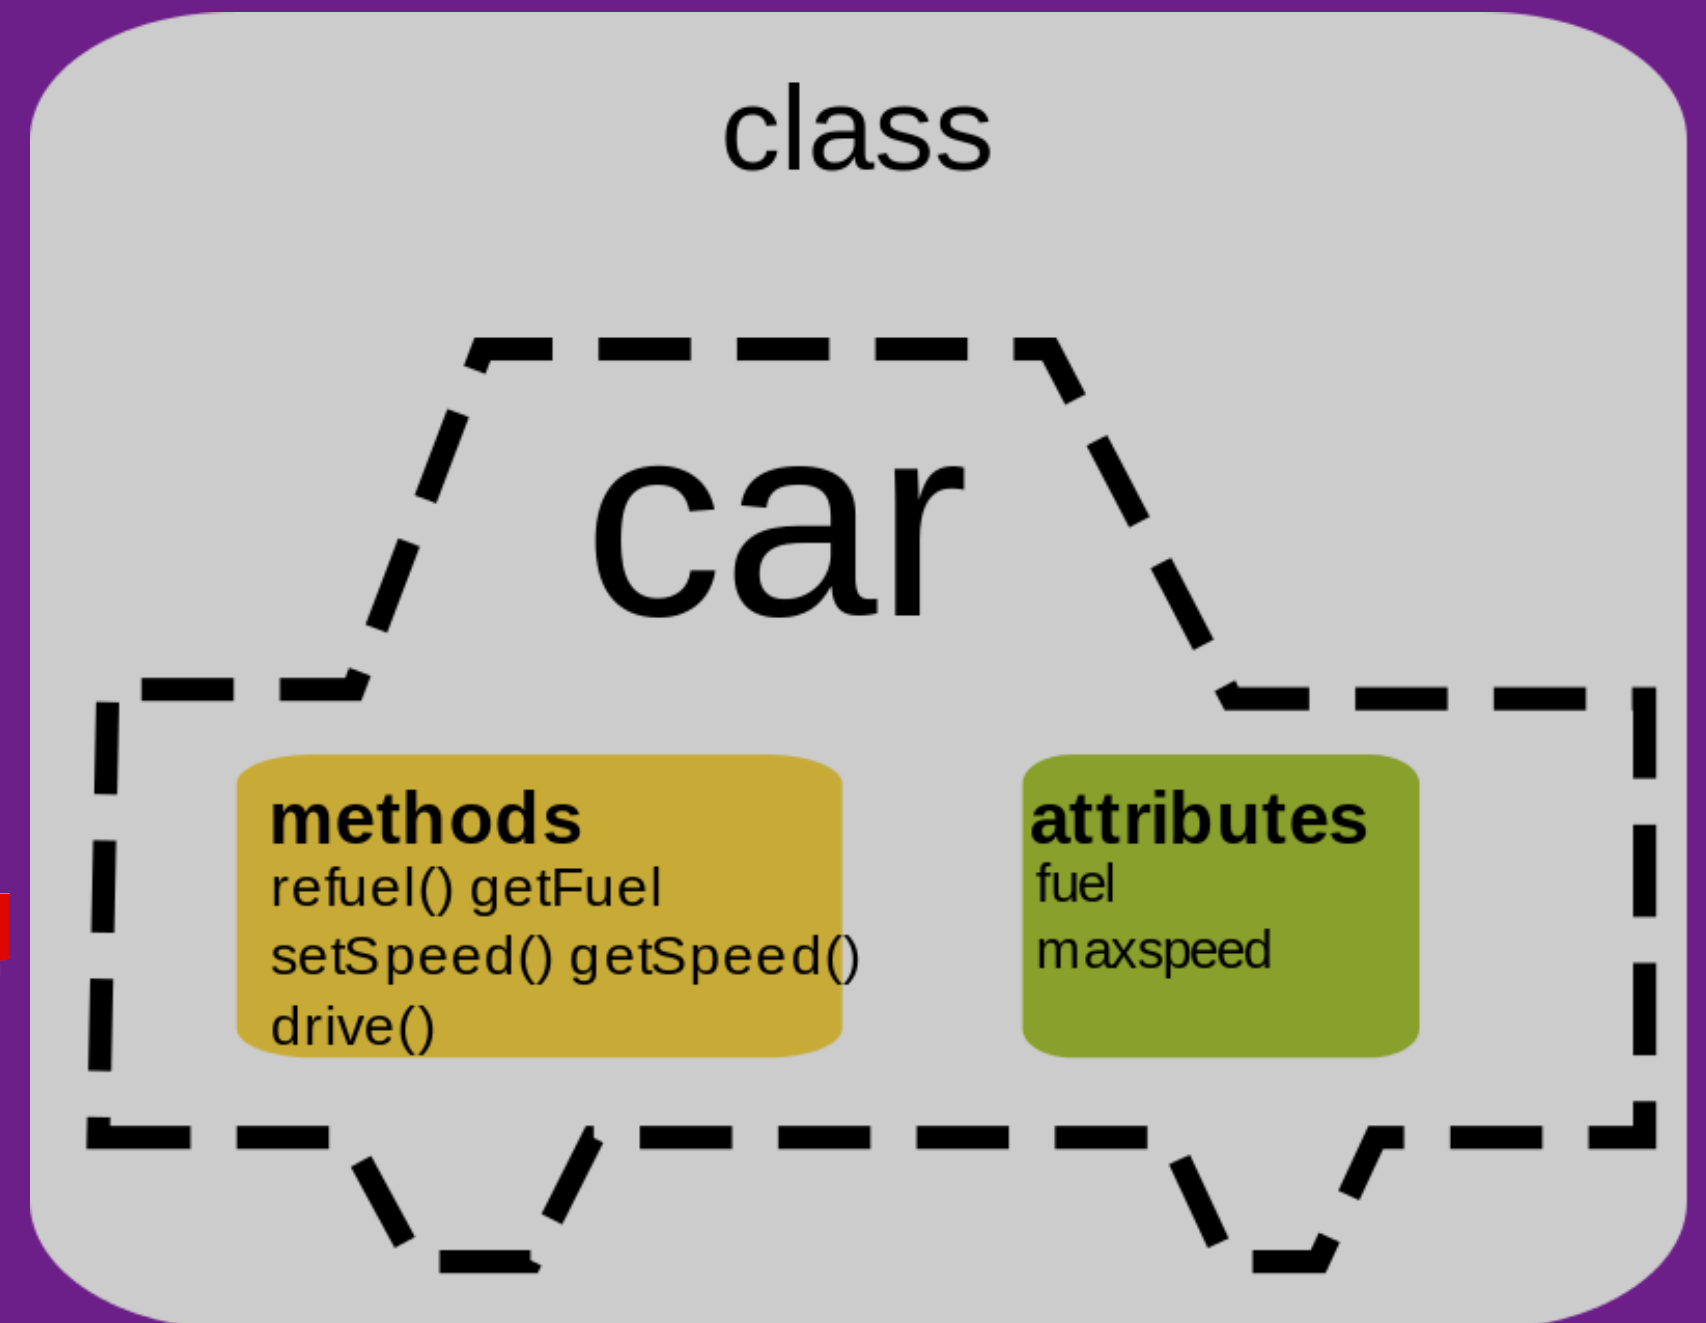 class
car
methods
refuel() getFuel
setSpeed() getSpeed()
drive()
attributes
fuel
maxspeed